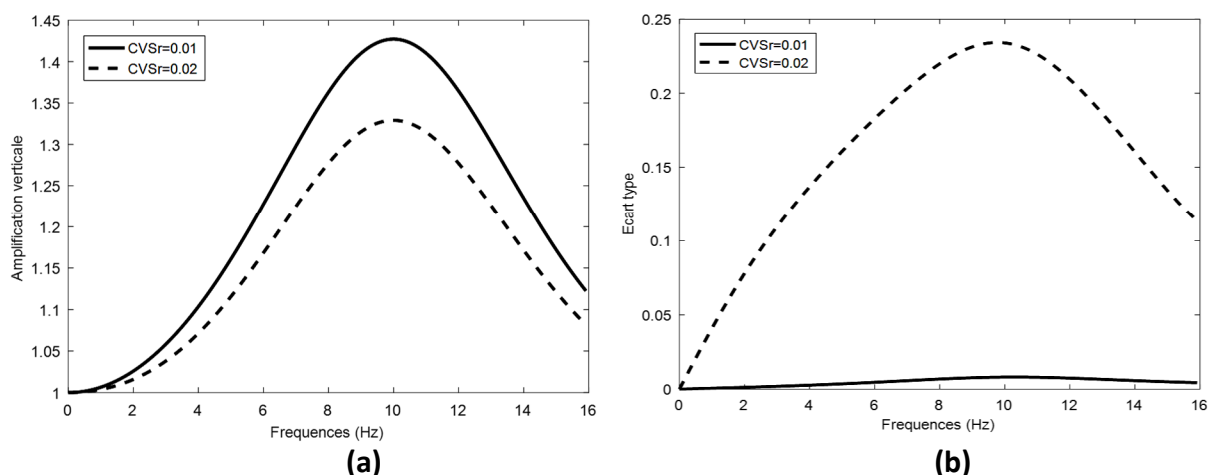 1.45
1.4
1.35
1.3
1.25
1.2
1.15
1.1
1.05
1
Amplification verticale
CVSr=0.01
CVSr=0.02
0 2 4 6 8 10 12 14 16
Frequences (Hz)
(a)
0.25
0.2
0.15
0.1
0.05
0
Ecart type
CVSr=0.01
CVSr=0.02
0 2 4 6 8 10 12 14 16
Frequences (Hz)
(b)